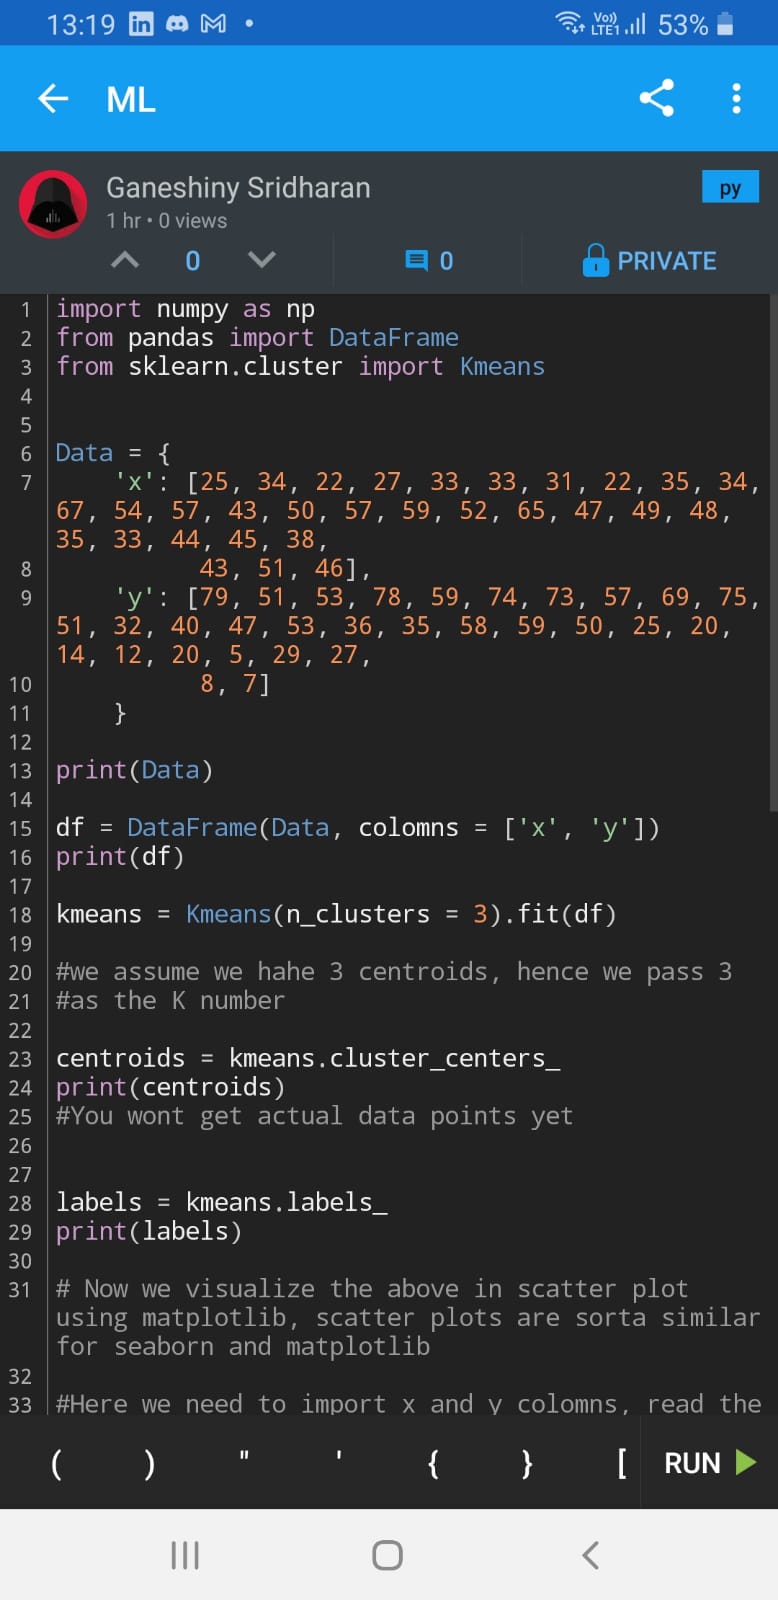 13:19
Vo)) LTE1 53%
ML
Ganeshiny Sridharan
py
1 hr • 0 views
0
0
PRIVATE
1 import numpy as np
2 from pandas import DataFrame
3 from sklearn.cluster import Kmeans
4
5
6 Data = {
7 'x': [25, 34, 22, 27, 33, 33, 31, 22, 35, 34,
67, 54, 57, 43, 50, 57, 59, 52, 65, 47, 49, 48,
35, 33, 44, 45, 38,
8 43, 51, 46],
9 'y': [79, 51, 53, 78, 59, 74, 73, 57, 69, 75,
51, 32, 40, 47, 53, 36, 35, 58, 59, 50, 25, 20,
14, 12, 20, 5, 29, 27,
10 8, 7]
11 }
12
13 print(Data)
14
15 df = DataFrame(Data, colomns = ['x', 'y'])
16 print(df)
17
18 kmeans = Kmeans(n_clusters = 3).fit(df)
19
20 #we assume we hahe 3 centroids, hence we pass 3
21 #as the K number
22
23 centroids = kmeans.cluster_centers_
24 print(centroids)
25 #You wont get actual data points yet
26
27
28 labels = kmeans.labels_
29 print(labels)
30
31 # Now we visualize the above in scatter plot
using matplotlib, scatter plots are sorta similar
for seaborn and matplotlib
32
33 #Here we need to import x and y colomns, read the
( ) " ' { } [ RUN